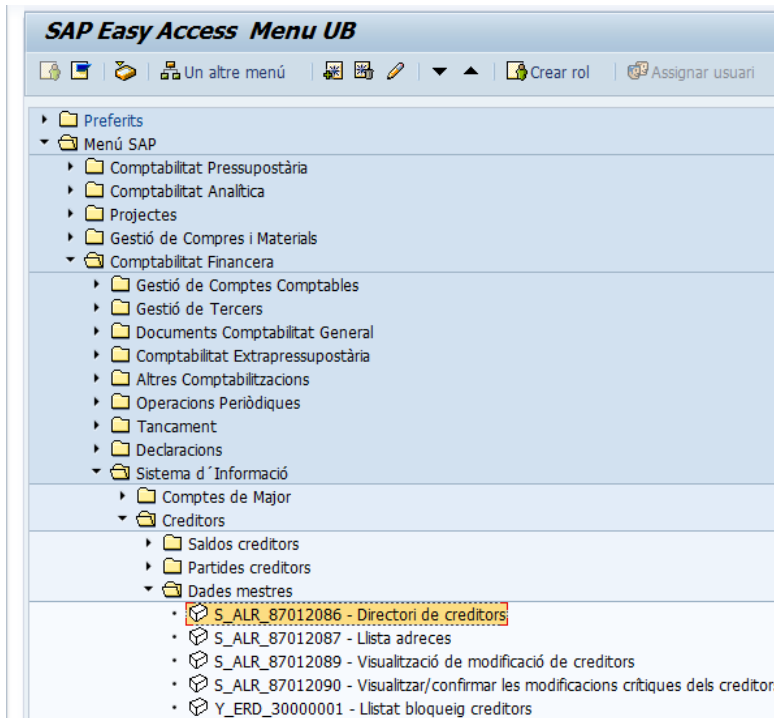 SAP Easy Access Menu UB
Un altre menú Crear rol Assignar usuari
Preferits
Menú SAP
Comptabilitat Pressupostària
Comptabilitat Analítica
Projectes
Gestió de Compres i Materials
Comptabilitat Financera
Gestió de Comptes Comptables
Gestió de Tercers
Documents Comptabilitat General
Comptabilitat Extrapressupostària
Altres Comptabilitzacions
Operacions Periòdiques
Tancament
Declaracions
Sistema d´Informació
Comptes de Major
Creditors
Saldos creditors
Partides creditors
Dades mestres
S_ALR_87012086 - Directori de creditors
S_ALR_87012087 - Llista adreces
S_ALR_87012089 - Visualització de modificació de creditors
S_ALR_87012090 - Visualitzar/confirmar les modificacions crítiques dels creditor
Y_ERD_30000001 - Llistat bloqueig creditors